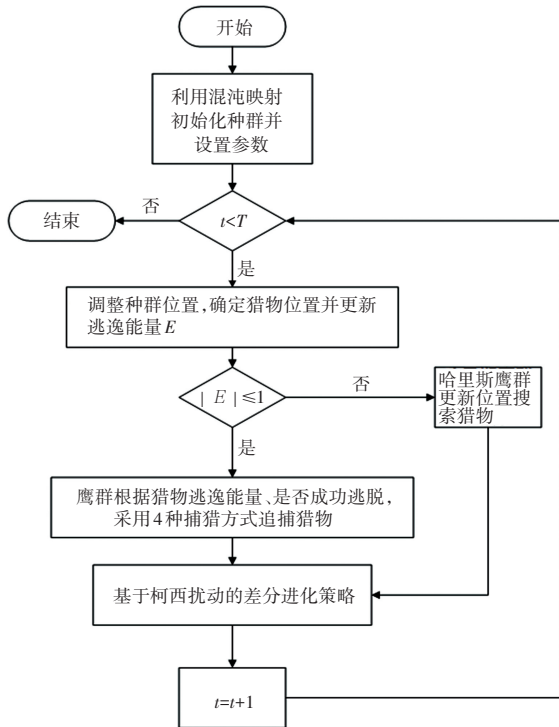 开始
利用混沌映射
初始化种群并
设置参数
t<T
否
结束
是
调整种群位置,确定猎物位置并更新
逃逸能量E
| E |≤1
否
哈里斯鹰群
更新位置搜
索猎物
是
鹰群根据猎物逃逸能量、是否成功逃脱,
采用4种捕猎方式追捕猎物
基于柯西扰动的差分进化策略
t=t+1